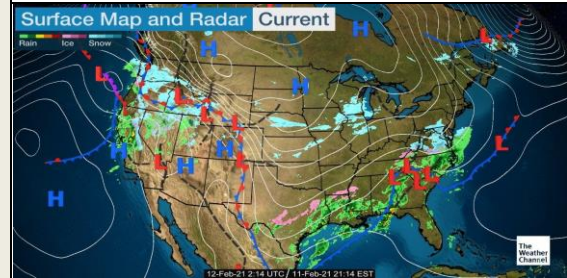 Surface Map and Radar Current
Rain Ice Snow
H
H
L
L
H
L
L
L
L
L
H
L
H
H
L
L
L
L
H
The
Weather
Channel
12-Feb-21 2:14 UTC / 11-Feb-21 21:14 EST